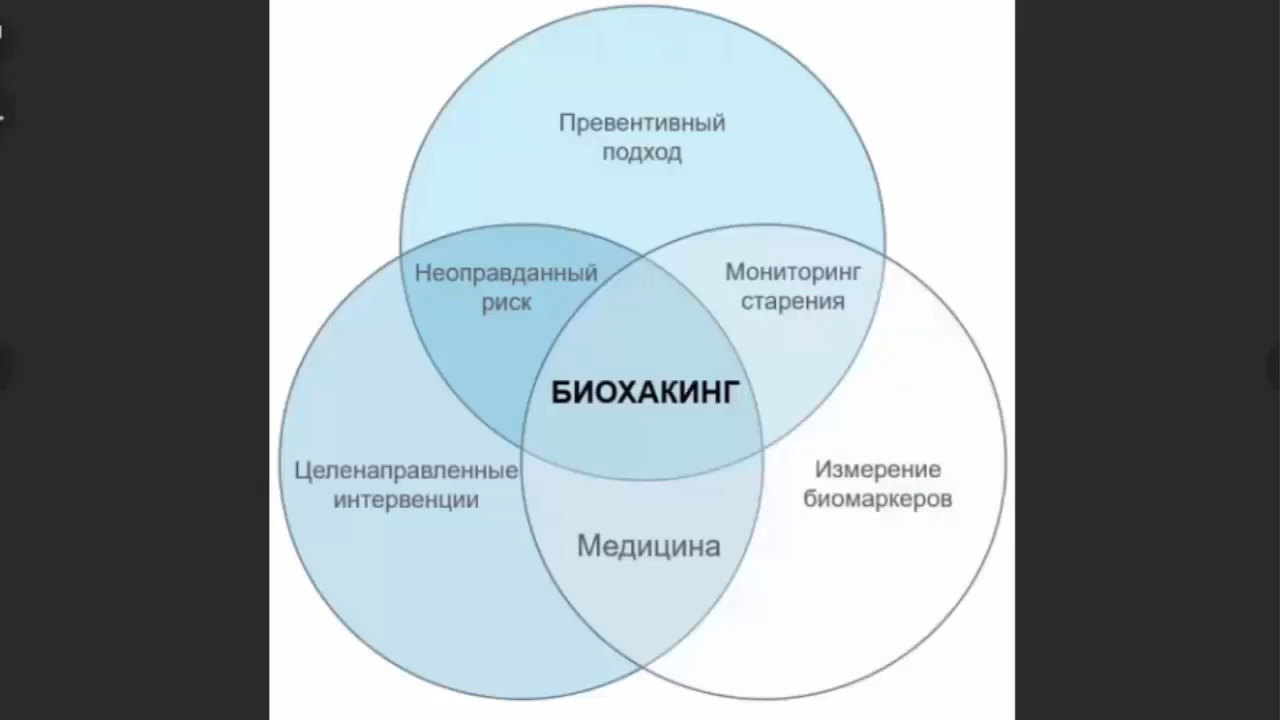 Превентивный
подход
Неоправданный
риск
Мониторинг
старения
БИОХАКИНГ
Целенаправленные
интервенции
Измерение
биомаркеров
Медицина